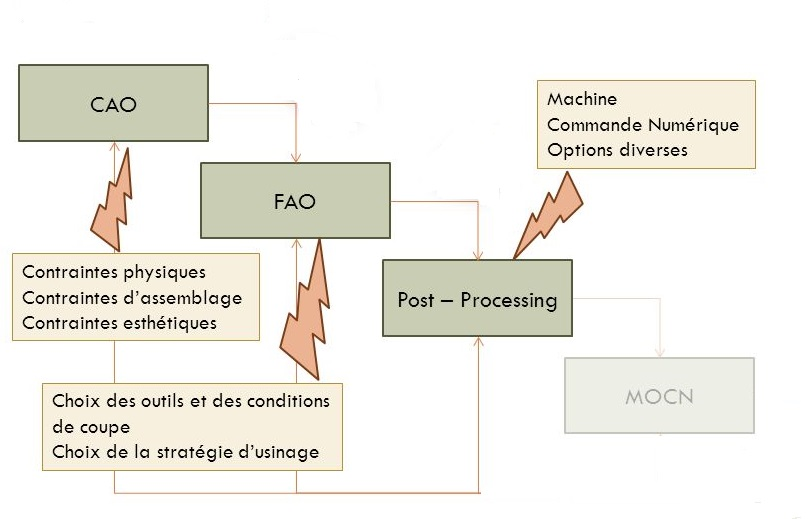 CAO
Machine
Commande Numérique
Options diverses
FAO
Contraintes physiques
Contraintes d'assemblage
Contraintes esthétiques
Post – Processing
MOCN
Choix des outils et des conditions
de coupe
Choix de la stratégie d'usinage